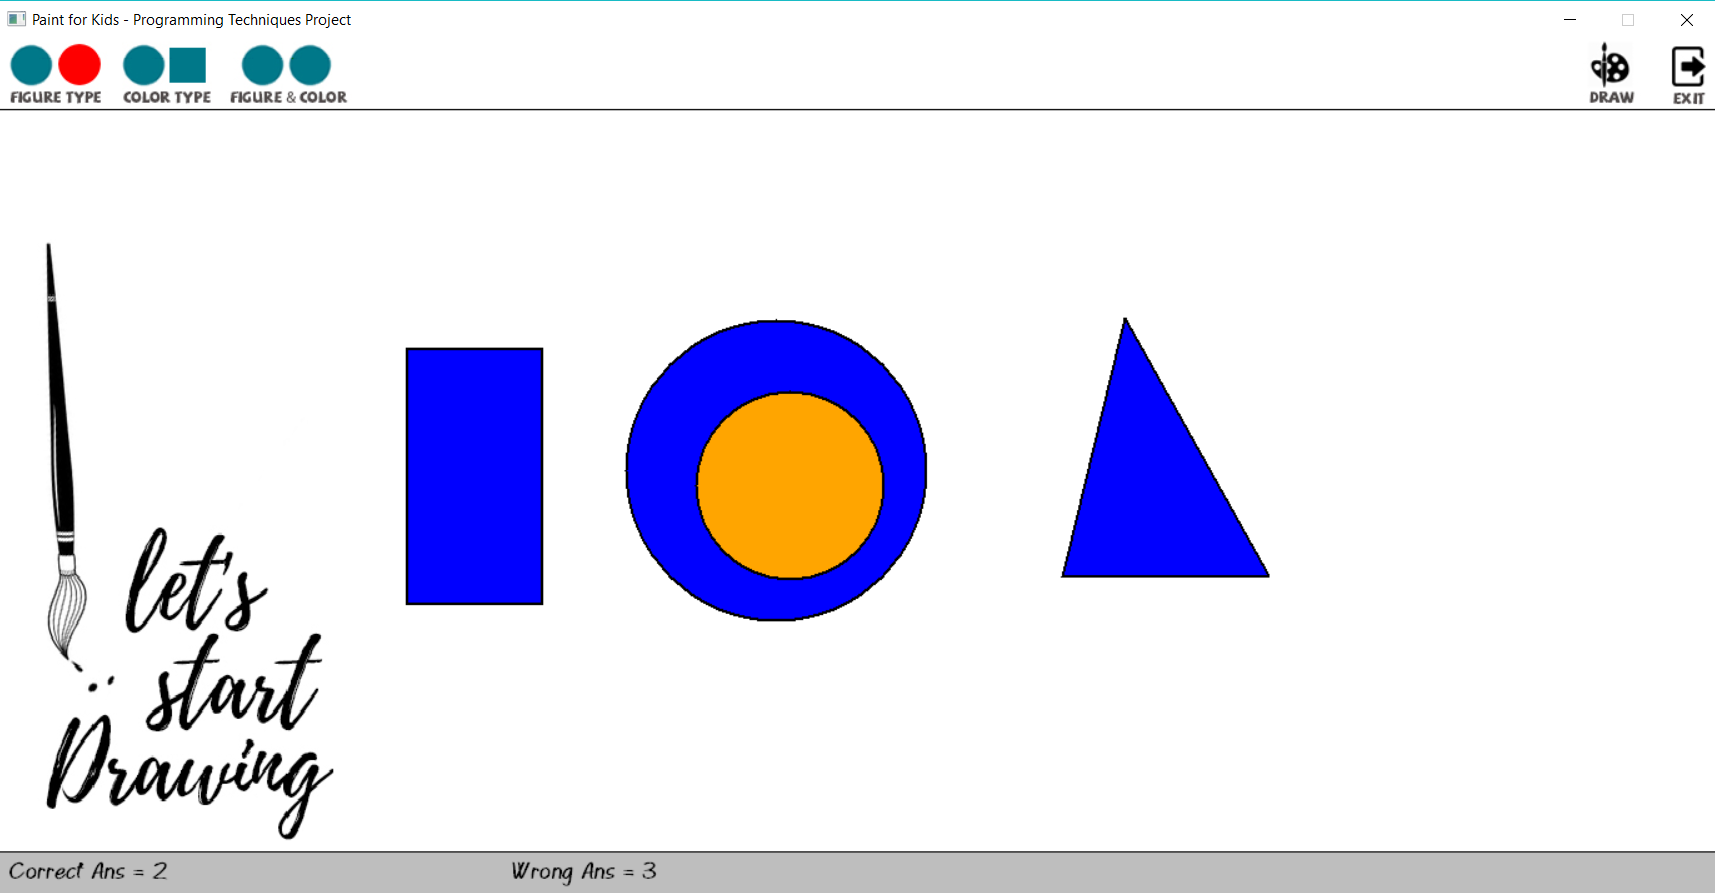 Paint for Kids - Programming Techniques Project
FIGURE TYPE
COLOR TYPE
FIGURE & COLOR
DRAW
EXIT
let's
start
Drawing
Correct Ans = 2
Wrong Ans = 3